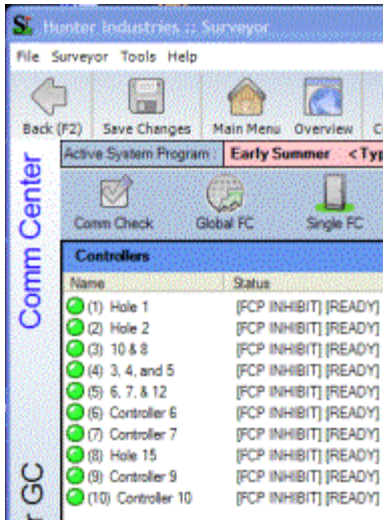 Hunter Industries :: Surveyor
File Surveyor Tools Help
Back (F2) Save Changes Main Menu Overview C
Active System Program : Early Summer <Typ
Comm Center
Comm Check Global FC Single FC
Controllers
Name Status
(1) Hole 1 [FCP INHIBIT] [READY]
(2) Hole 2 [FCP INHIBIT] [READY]
(3) 10 & 8 [FCP INHIBIT] [READY]
(4) 3, 4, and 5 [FCP INHIBIT] [READY]
(5) 6, 7, & 12 [FCP INHIBIT] [READY]
(6) Controller 6 [FCP INHIBIT] [READY]
(7) Controller 7 [FCP INHIBIT] [READY]
(8) Hole 15 [FCP INHIBIT] [READY]
(9) Controller 9 [FCP INHIBIT] [READY]
(10) Controller 10 [FCP INHIBIT] [READY]
GC